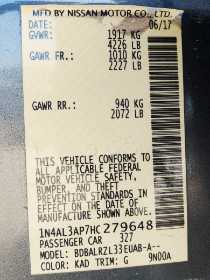 MFD BY NISSAN MOTOR CO., LTD.
DATE: 06/17
GVWR: 1917 KG
4226 LB
GAWR FR.: 1010 KG
2227 LB
GAWR RR.: 940 KG
2072 LB
THIS VEHICLE CONFORMS TO
ALL APPLICABLE FEDERAL
MOTOR VEHICLE SAFETY,
BUMPER, AND THEFT
PREVENTION STANDARDS IN
EFFECT ON THE DATE OF
MANUFACTURE SHOWN ABOVE
1N4AL3AP7HC279648
PASSENGER CAR 327
MODEL: BDBALRZL33EUAB-A--
COLOR: KAD TRIM: G 9N00A